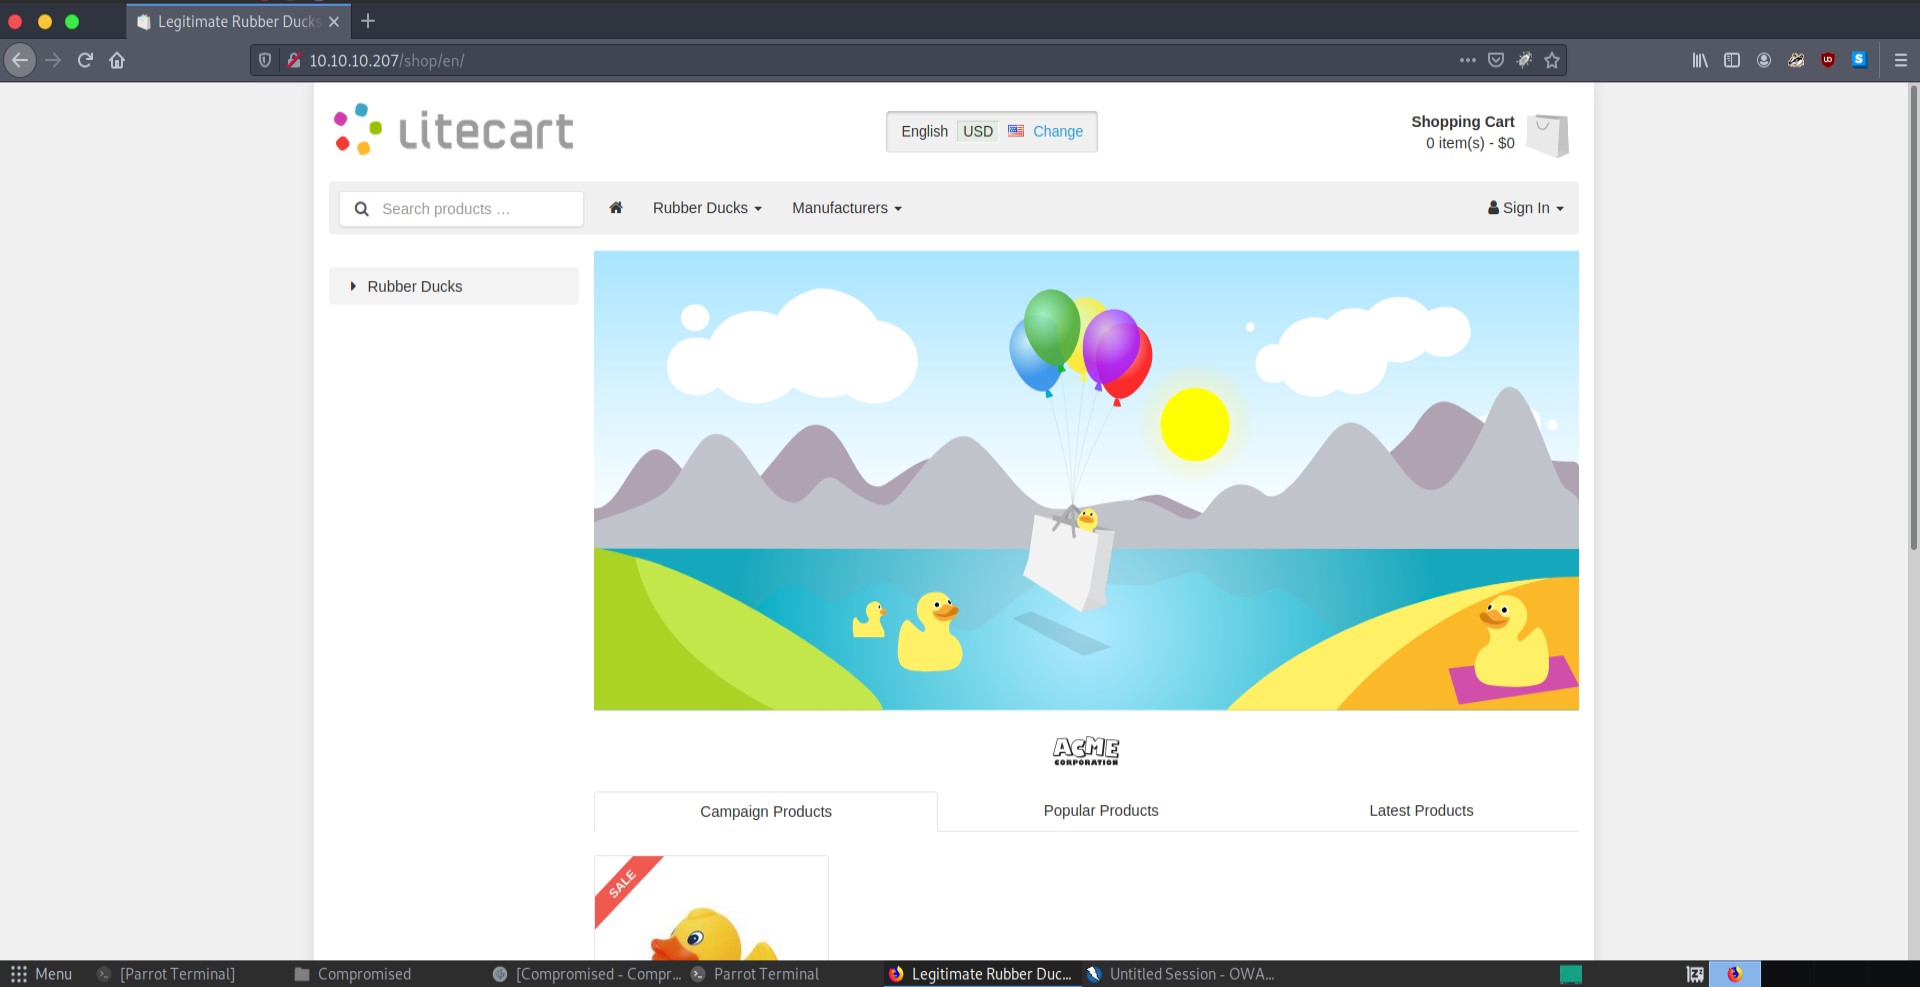 Legitimate Rubber Ducks
10.10.10.207/shop/en/
LiteCart
English USD Change
Shopping Cart
0 item(s) - $0
Search products …
Rubber Ducks
Manufacturers
Sign In
Rubber Ducks
ACME
CORPORATION
Campaign Products
Popular Products
Latest Products
SALE
Menu
[Parrot Terminal]
Compromised
[Compromised - Compr...
Parrot Terminal
Legitimate Rubber Duc...
Untitled Session - OWA...